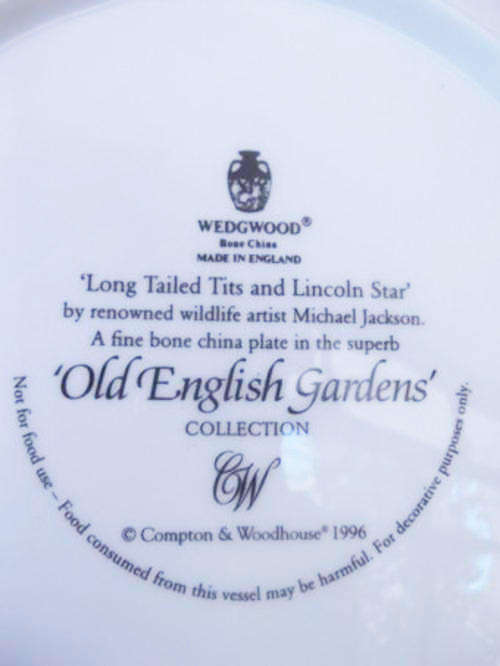 WEDGWOOD®
Bone China
MADE IN ENGLAND
‘Long Tailed Tits and Lincoln Star’
by renowned wildlife artist Michael Jackson.
A fine bone china plate in the superb
‘Old English Gardens’
COLLECTION
CW
© Compton & Woodhouse® 1996
Not for food use – Food consumed from this vessel may be harmful. For decorative purposes only.